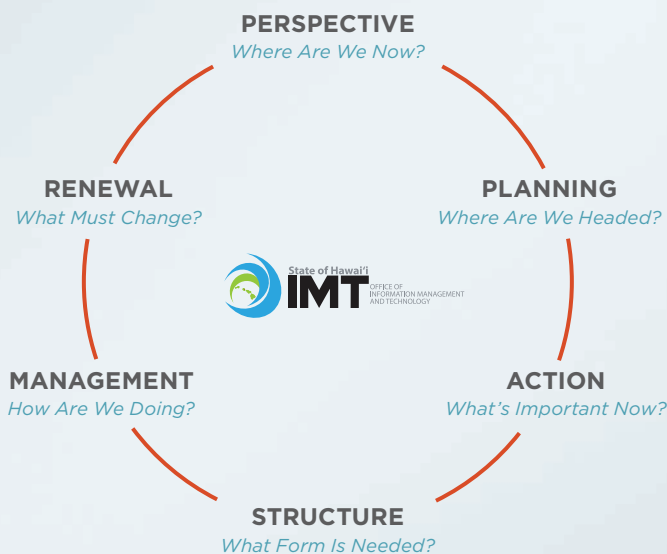 PERSPECTIVE
Where Are We Now?
RENEWAL
What Must Change?
PLANNING
Where Are We Headed?
State of Hawai‘i
IMT
OFFICE OF
INFORMATION MANAGEMENT
AND TECHNOLOGY
MANAGEMENT
How Are We Doing?
ACTION
What’s Important Now?
STRUCTURE
What Form Is Needed?